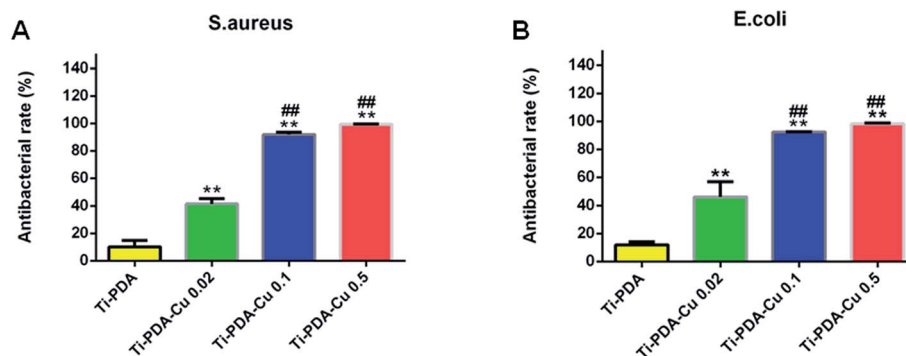 A
S.aureus
Antibacterial rate (%)
140
120
100
80
60
40
20
0
**
##
**
##
**
Ti-PDA
Ti-PDA-Cu 0.02
Ti-PDA-Cu 0.1
Ti-PDA-Cu 0.5
B
E.coli
Antibacterial rate (%)
140
120
100
80
60
40
20
0
**
##
**
##
**
Ti-PDA
Ti-PDA-Cu 0.02
Ti-PDA-Cu 0.1
Ti-PDA-Cu 0.5